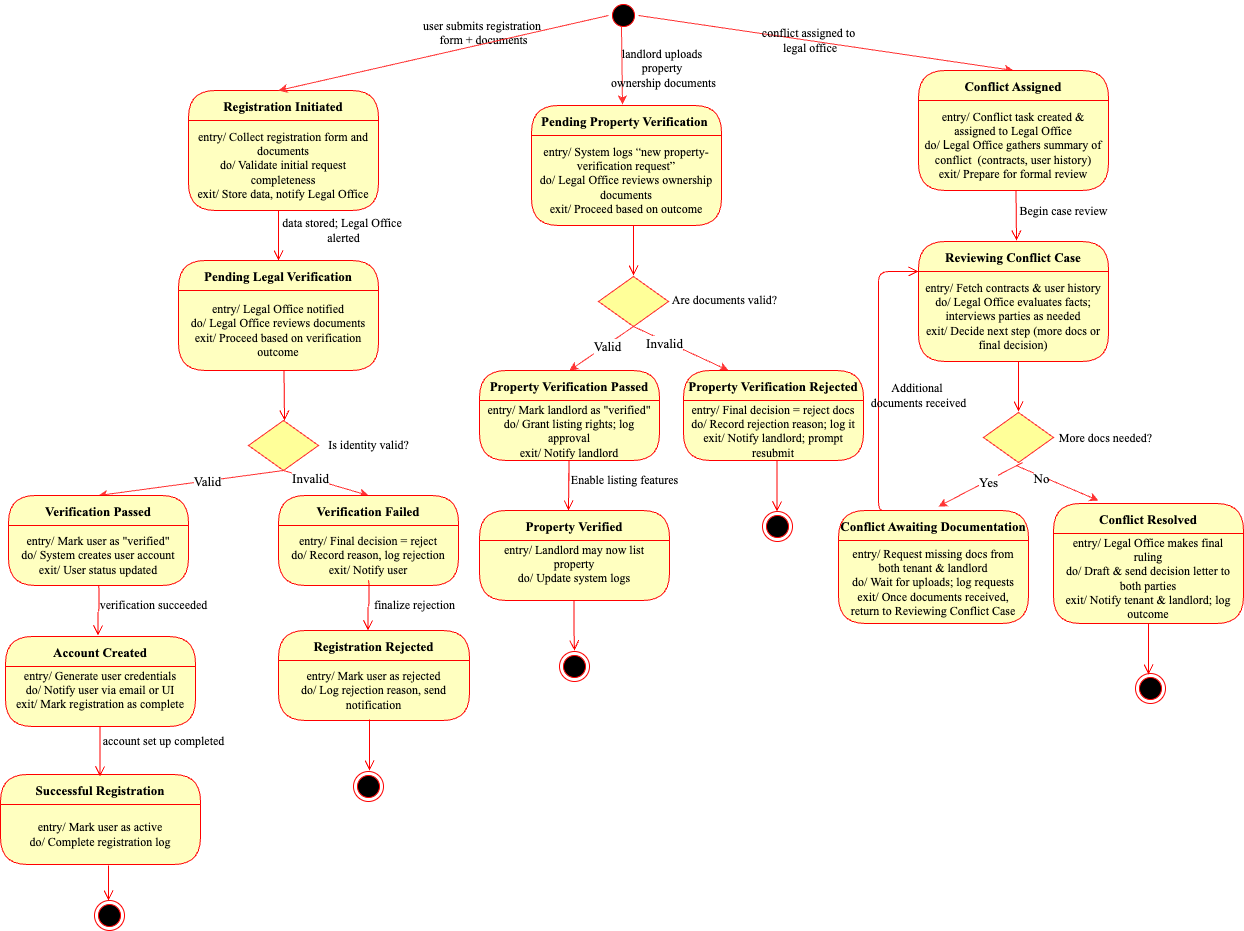 user submits registration
form + documents
landlord uploads
property
ownership documents
conflict assigned to
legal office
Registration Initiated
entry/ Collect registration form and
documents
do/ Validate initial request
completeness
exit/ Store data, notify Legal Office
data stored; Legal Office
alerted
Pending Legal Verification
entry/ Legal Office notified
do/ Legal Office reviews documents
exit/ Proceed based on verification
outcome
Is identity valid?
Valid
Invalid
Verification Passed
entry/ Mark user as "verified"
do/ System creates user account
exit/ User status updated
verification succeeded
Account Created
entry/ Generate user credentials
do/ Notify user via email or UI
exit/ Mark registration as complete
account set up completed
Successful Registration
entry/ Mark user as active
do/ Complete registration log
Verification Failed
entry/ Final decision = reject
do/ Record reason, log rejection
exit/ Notify user
finalize rejection
Registration Rejected
entry/ Mark user as rejected
do/ Log rejection reason, send
notification
Pending Property Verification
entry/ System logs “new property-
verification request”
do/ Legal Office reviews ownership
documents
exit/ Proceed based on outcome
Are documents valid?
Valid
Invalid
Property Verification Passed
entry/ Mark landlord as "verified"
do/ Grant listing rights; log
approval
exit/ Notify landlord
Enable listing features
Property Verified
entry/ Landlord may now list
property
do/ Update system logs
Property Verification Rejected
entry/ Final decision = reject docs
do/ Record rejection reason; log it
exit/ Notify landlord; prompt
resubmit
Conflict Assigned
entry/ Conflict task created &
assigned to Legal Office
do/ Legal Office gathers summary of
conflict (contracts, user history)
exit/ Prepare for formal review
Begin case review
Reviewing Conflict Case
entry/ Fetch contracts & user history
do/ Legal Office evaluates facts;
interviews parties as needed
exit/ Decide next step (more docs or
final decision)
Additional
documents received
More docs needed?
Yes
No
Conflict Awaiting Documentation
entry/ Request missing docs from
both tenant & landlord
do/ Wait for uploads; log requests
exit/ Once documents received,
return to Reviewing Conflict Case
Conflict Resolved
entry/ Legal Office makes final
ruling
do/ Draft & send decision letter to
both parties
exit/ Notify tenant & landlord; log
outcome